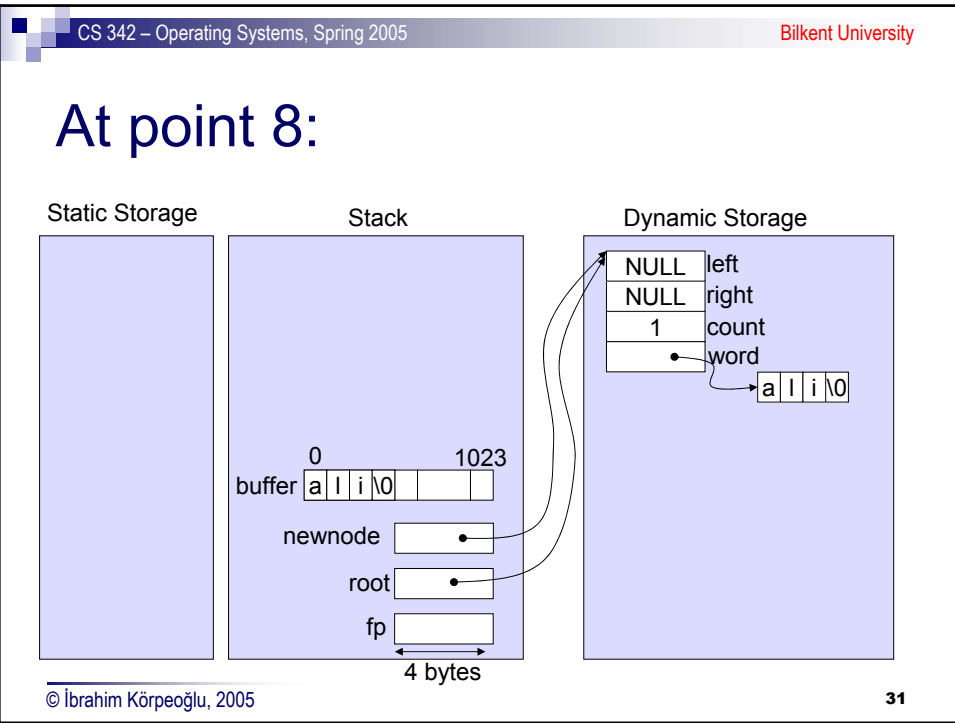 CS 342 – Operating Systems, Spring 2005 Bilkent University
At point 8:
Static Storage Stack Dynamic Storage
NULL left
NULL right
1 count
word
a l i \0
0 1023
buffer a l i \0
newnode
root
fp
4 bytes
© İbrahim Körpeoğlu, 2005 31